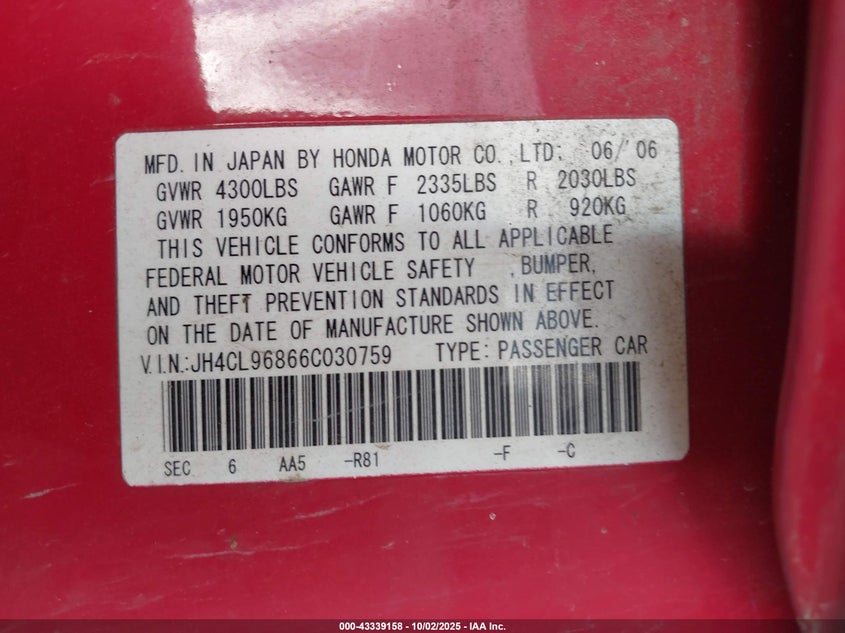 MFD. IN JAPAN BY HONDA MOTOR CO.,LTD. 06/ 06
GVWR 4300LBS GAWR F 2335LBS R 2030LBS
GVWR 1950KG GAWR F 1060KG R 920KG
THIS VEHICLE CONFORMS TO ALL APPLICABLE
FEDERAL MOTOR VEHICLE SAFETY ,BUMPER,
AND THEFT PREVENTION STANDARDS IN EFFECT
ON THE DATE OF MANUFACTURE SHOWN ABOVE.
V.I.N.:JH4CL96866C030759 TYPE: PASSENGER CAR
SEC 6 AA5 -R81 -F -C
000-43339158 - 10/02/2025 - IAA Inc.